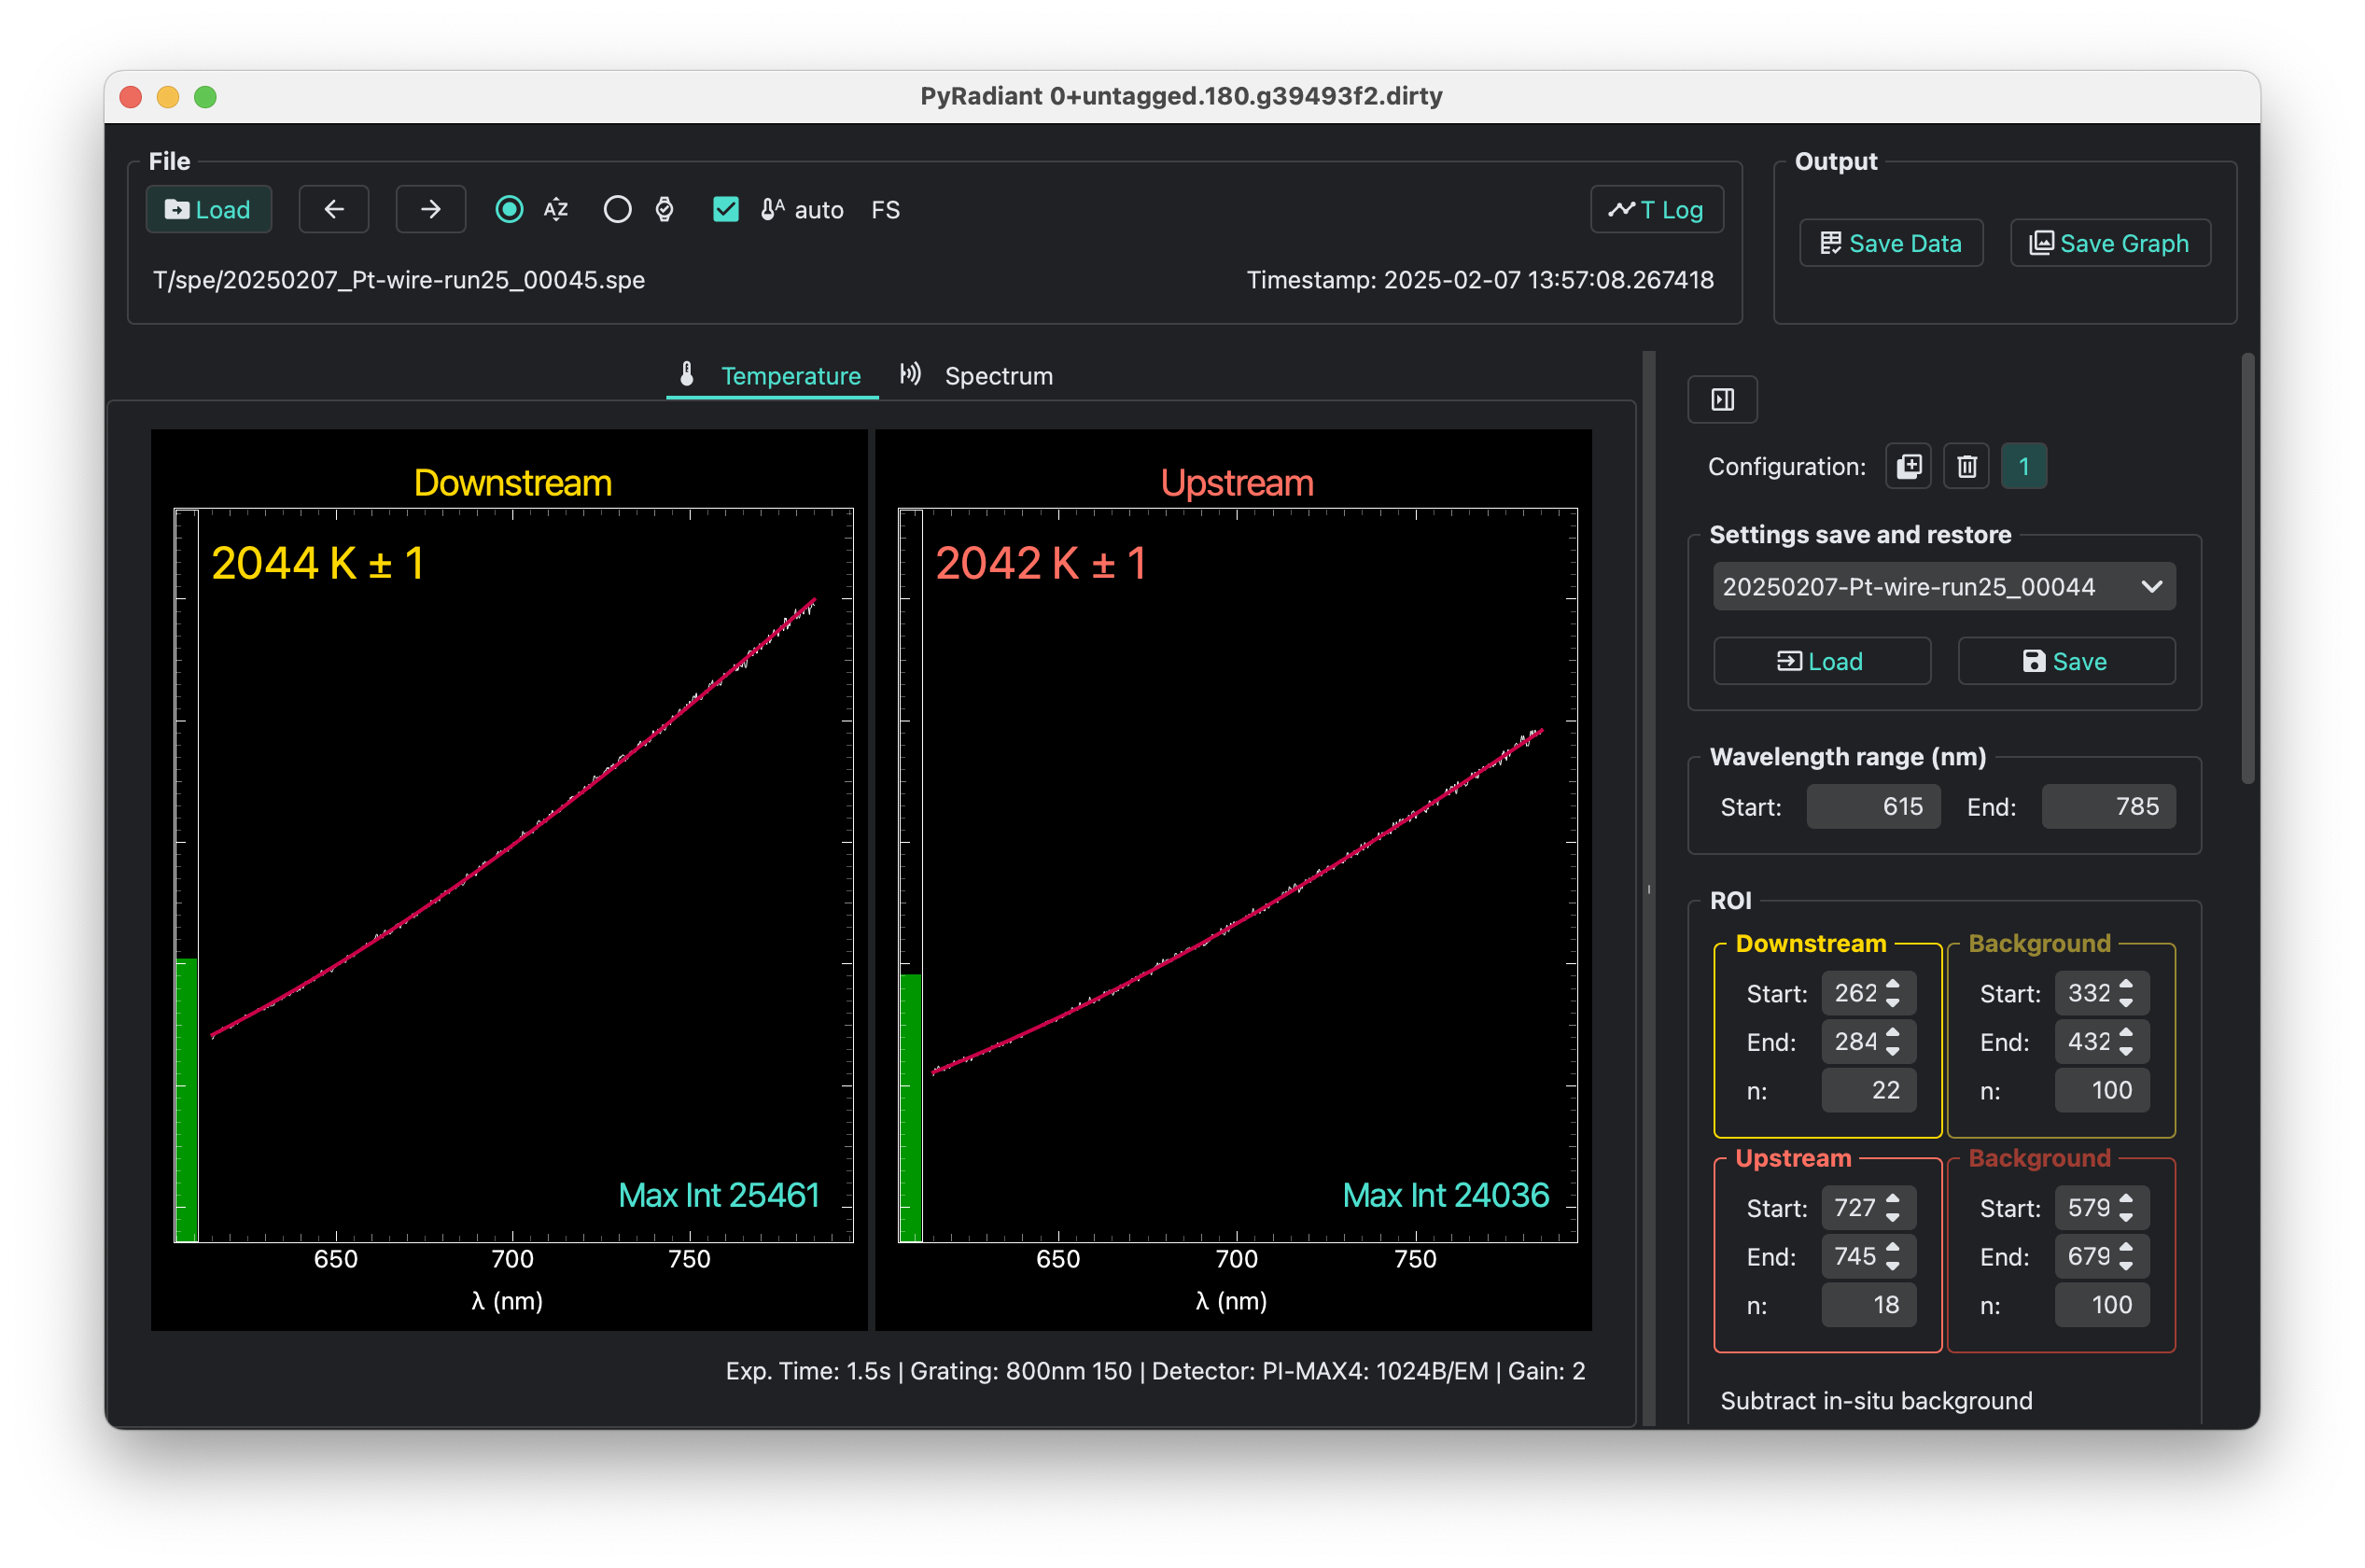 PyRadiant 0+untagged.180.g39493f2.dirty
File
Load
auto
FS
T Log
T/spe/20250207_Pt-wire-run25_00045.spe
Timestamp: 2025-02-07 13:57:08.267418
Output
Save Data
Save Graph
Temperature
Spectrum
Downstream
2044 K ± 1
Max Int 25461
650 700 750
λ (nm)
Upstream
2042 K ± 1
Max Int 24036
650 700 750
λ (nm)
Exp. Time: 1.5s | Grating: 800nm 150 | Detector: PI-MAX4: 1024B/EM | Gain: 2
Configuration:
1
Settings save and restore
20250207-Pt-wire-run25_00044
Load
Save
Wavelength range (nm)
Start: 615 End: 785
ROI
Downstream
Start: 262
End: 284
n: 22
Background
Start: 332
End: 432
n: 100
Upstream
Start: 727
End: 745
n: 18
Background
Start: 579
End: 679
n: 100
Subtract in-situ background